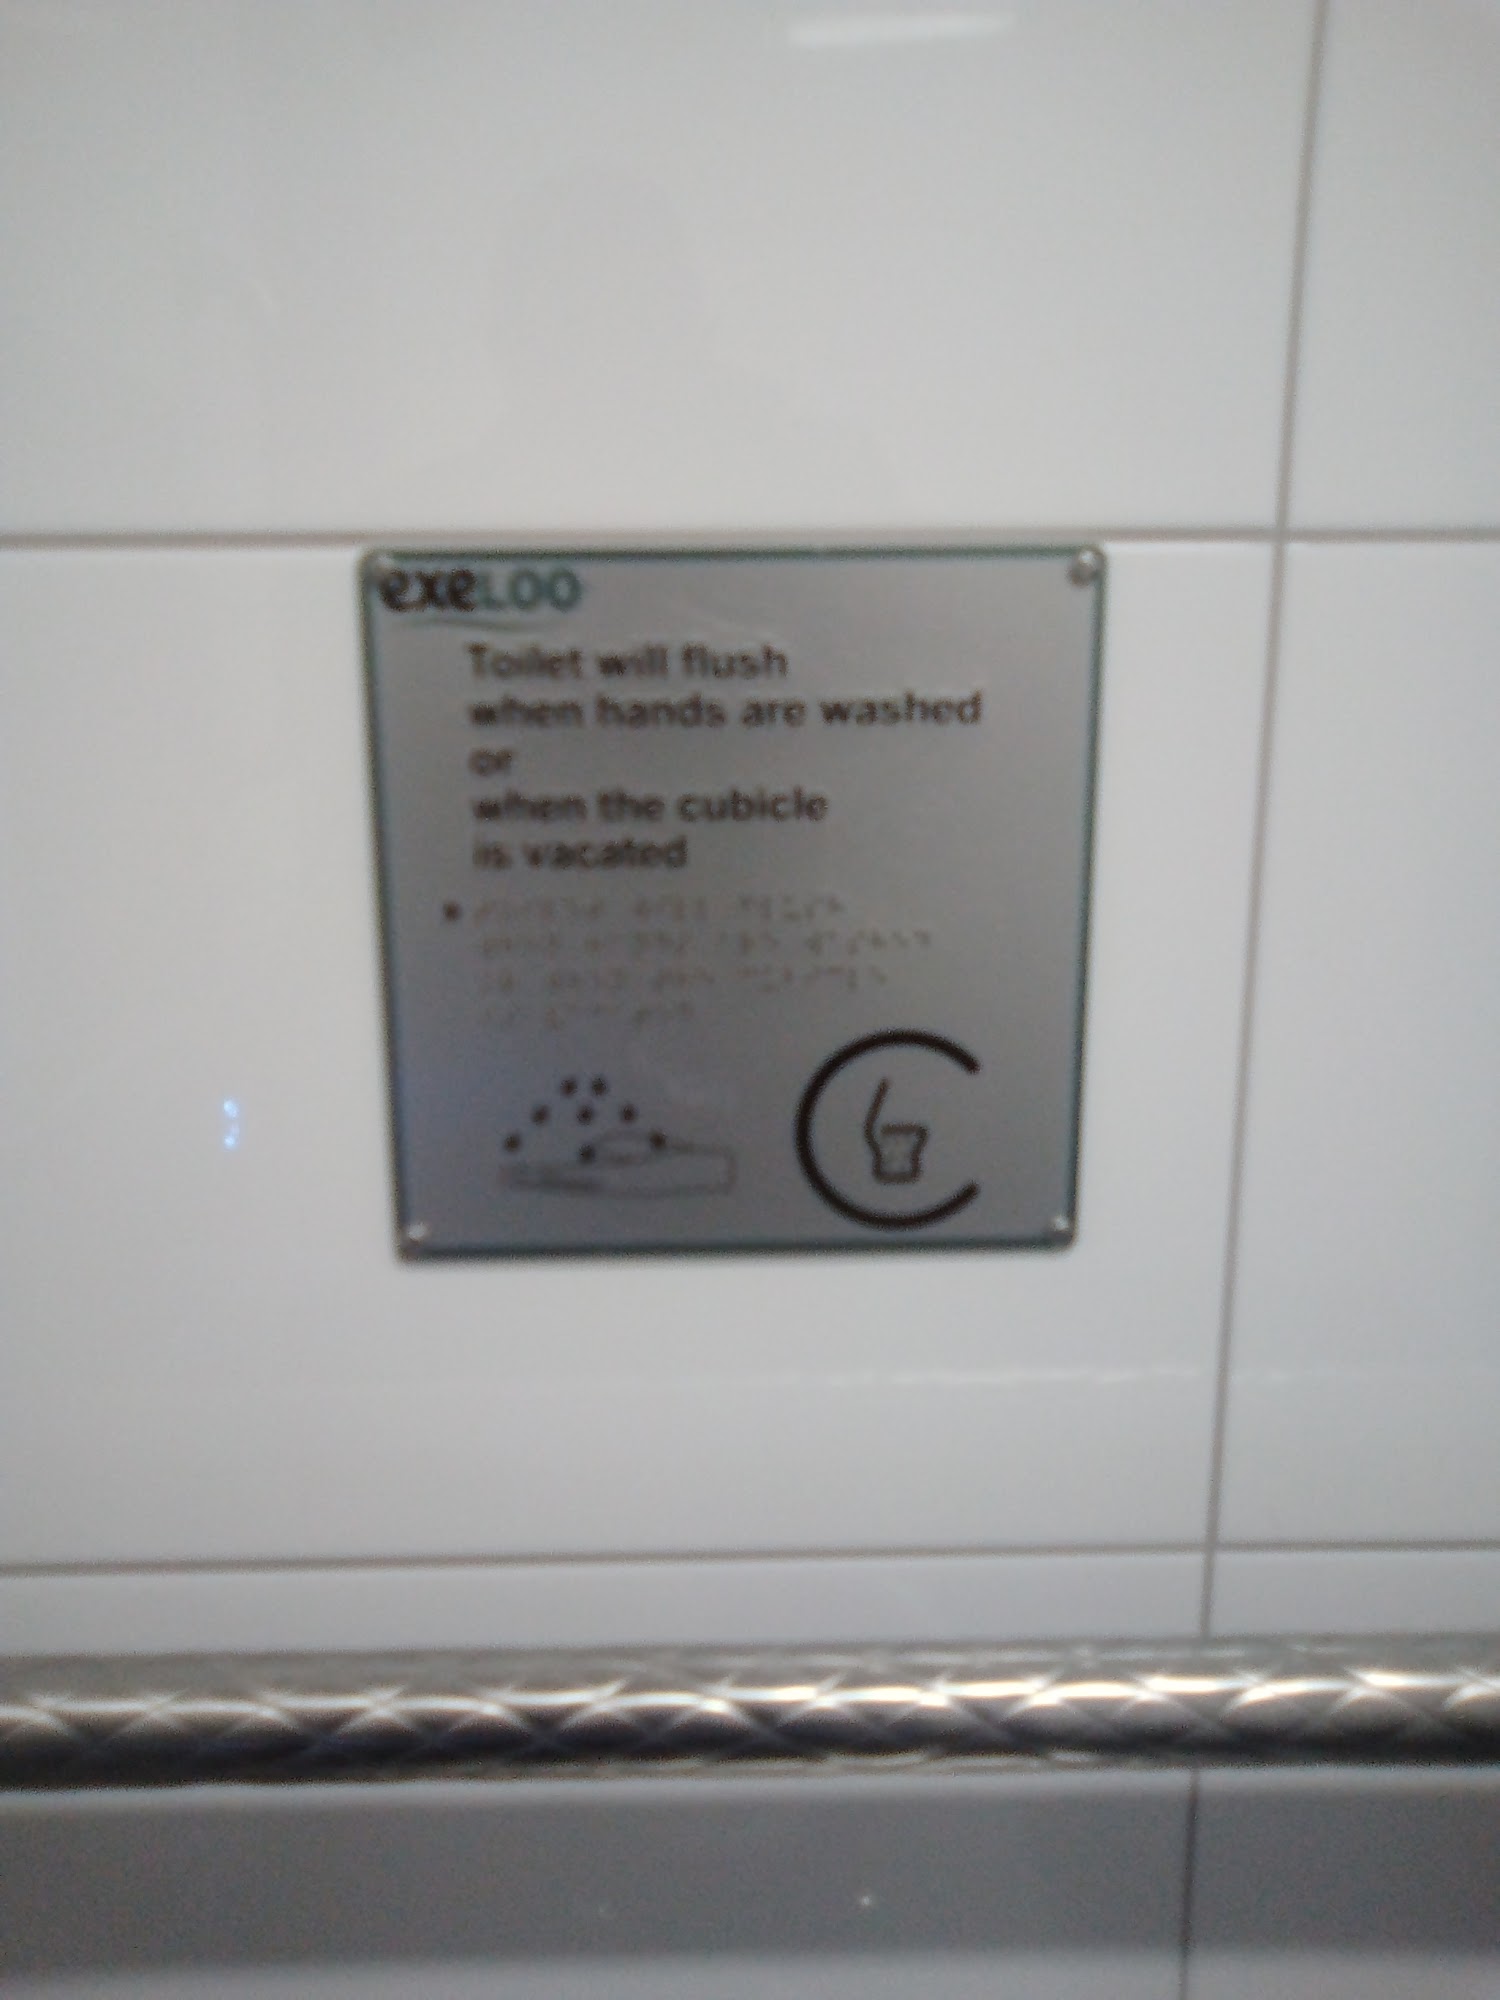 exeLOO
Toilet will flush
when hands are washed
or
when the cubicle
is vacated